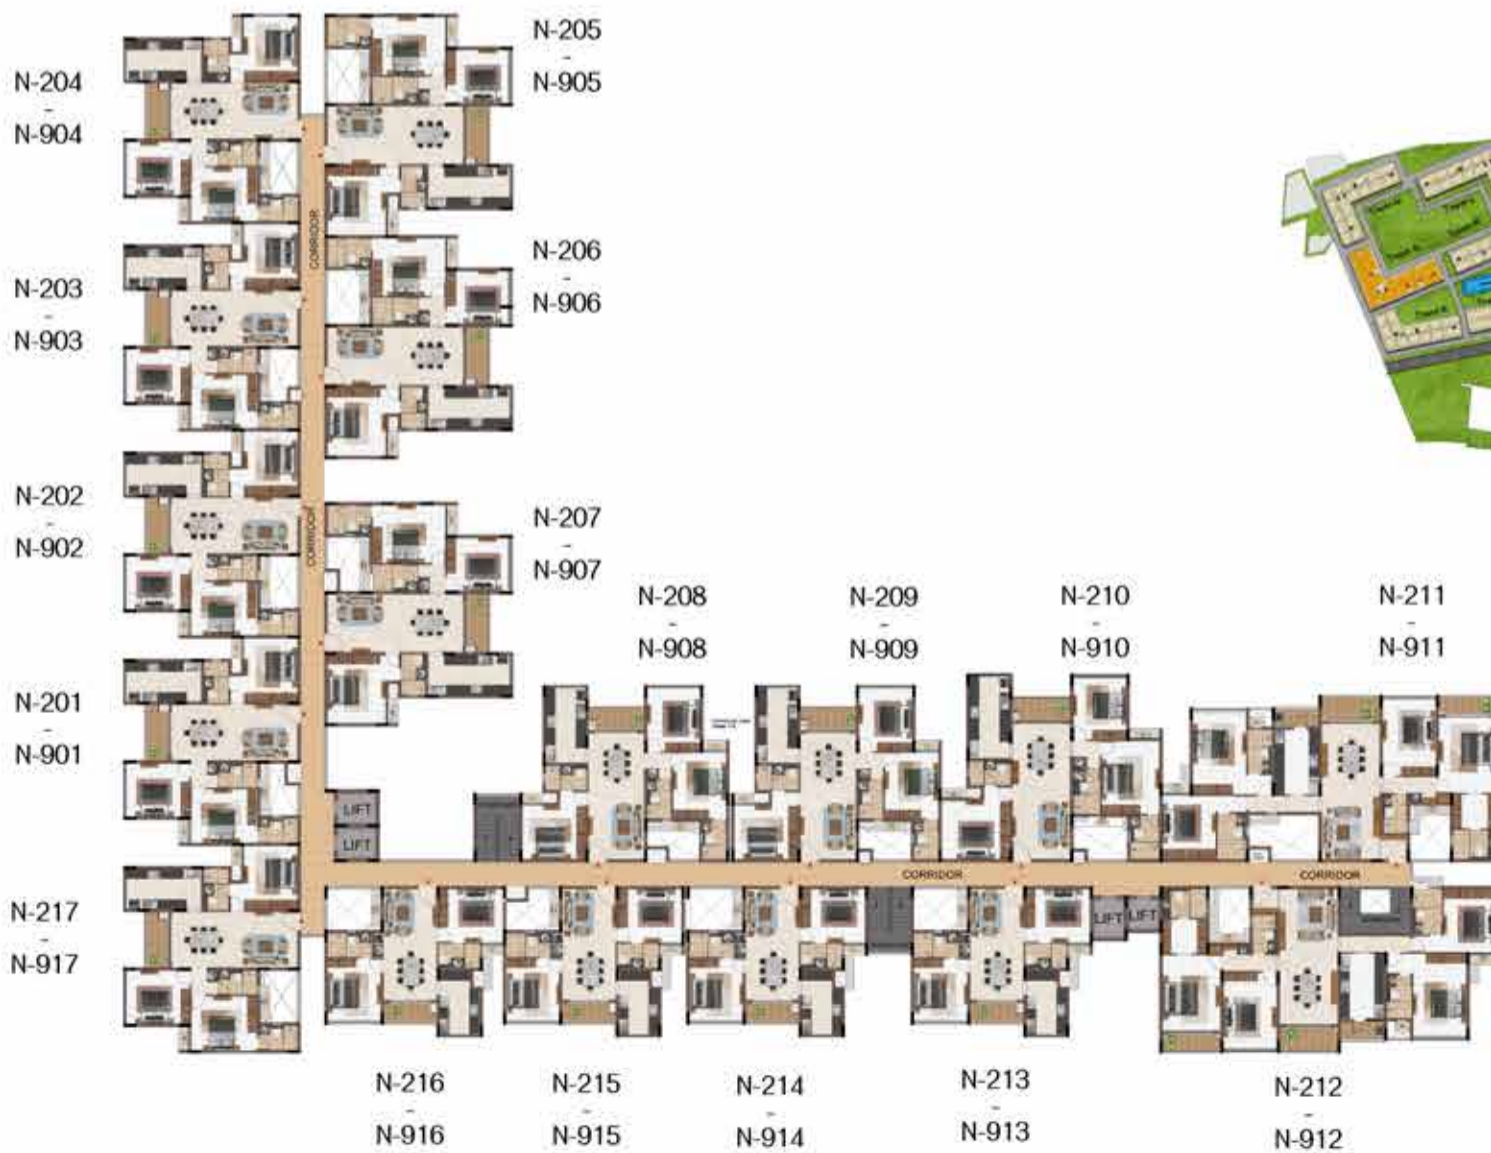 N-205
-
N-905
N-204
-
N-904
CORRIDOR
N-206
-
N-906
N-203
-
N-903
N-202
-
N-902
CORRIDOR
N-207
-
N-907
N-208
-
N-908
N-209
-
N-909
N-210
-
N-910
N-211
-
N-911
N-201
-
N-901
LIFT
LIFT
CORRIDOR
CORRIDOR
N-217
-
N-917
LIFT
LIFT
N-216
-
N-916
N-215
-
N-915
N-214
-
N-914
N-213
-
N-913
N-212
-
N-912